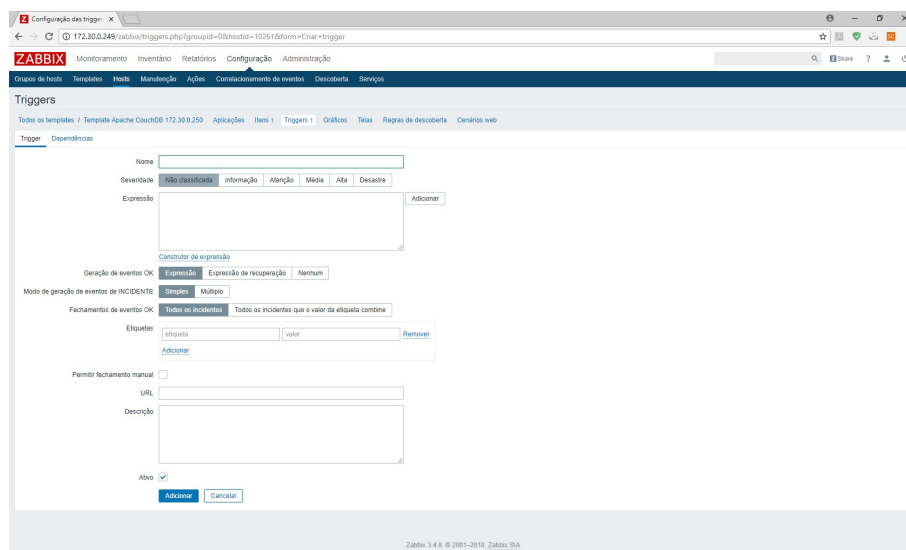 Configuração das trigger
172.30.0.249/zabbix/triggers.php?groupid=0&hostid=10261&form=Criar+trigger
ZABBIX Monitoramento Inventário Relatórios Configuração Administração Share ?
Grupos de hosts Templates Hosts Manutenção Ações Correlacionamento de eventos Descoberta Serviços
Triggers
Todos os templates / Template Apache CouchDB 172.30.0.250 Aplicações Itens 1 Triggers 1 Gráficos Telas Regras de descoberta Cenários web
Trigger Dependências
Nome
Severidade Não classificada Informação Atenção Média Alta Desastre
Expressão Adicionar
Construtor de expressão
Geração de eventos OK Expressão Expressão de recuperação Nenhum
Modo de geração de eventos de INCIDENTE Simples Múltiplo
Fechamentos de eventos OK Todos os incidentes Todos os incidentes que o valor da etiqueta combine
Etiquetas etiqueta valor Remover
Adicionar
Permitir fechamento manual
URL
Descrição
Ativo
Adicionar Cancelar
Zabbix 3.4.8. © 2001–2018, Zabbix SIA